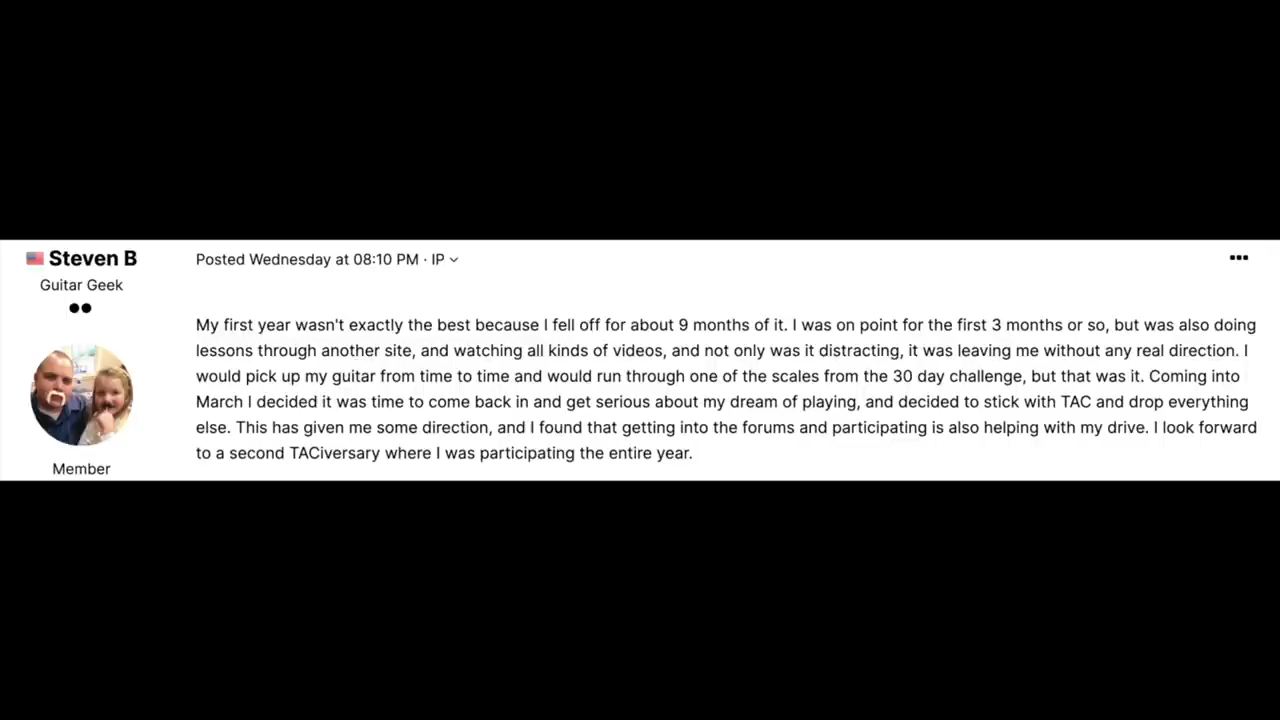 Steven B
Guitar Geek
Member
Posted Wednesday at 08:10 PM · IP
My first year wasn't exactly the best because I fell off for about 9 months of it. I was on point for the first 3 months or so, but was also doing
lessons through another site, and watching all kinds of videos, and not only was it distracting, it was leaving me without any real direction. I
would pick up my guitar from time to time and would run through one of the scales from the 30 day challenge, but that was it. Coming into
March I decided it was time to come back in and get serious about my dream of playing, and decided to stick with TAC and drop everything
else. This has given me some direction, and I found that getting into the forums and participating is also helping with my drive. I look forward
to a second TACiversary where I was participating the entire year.